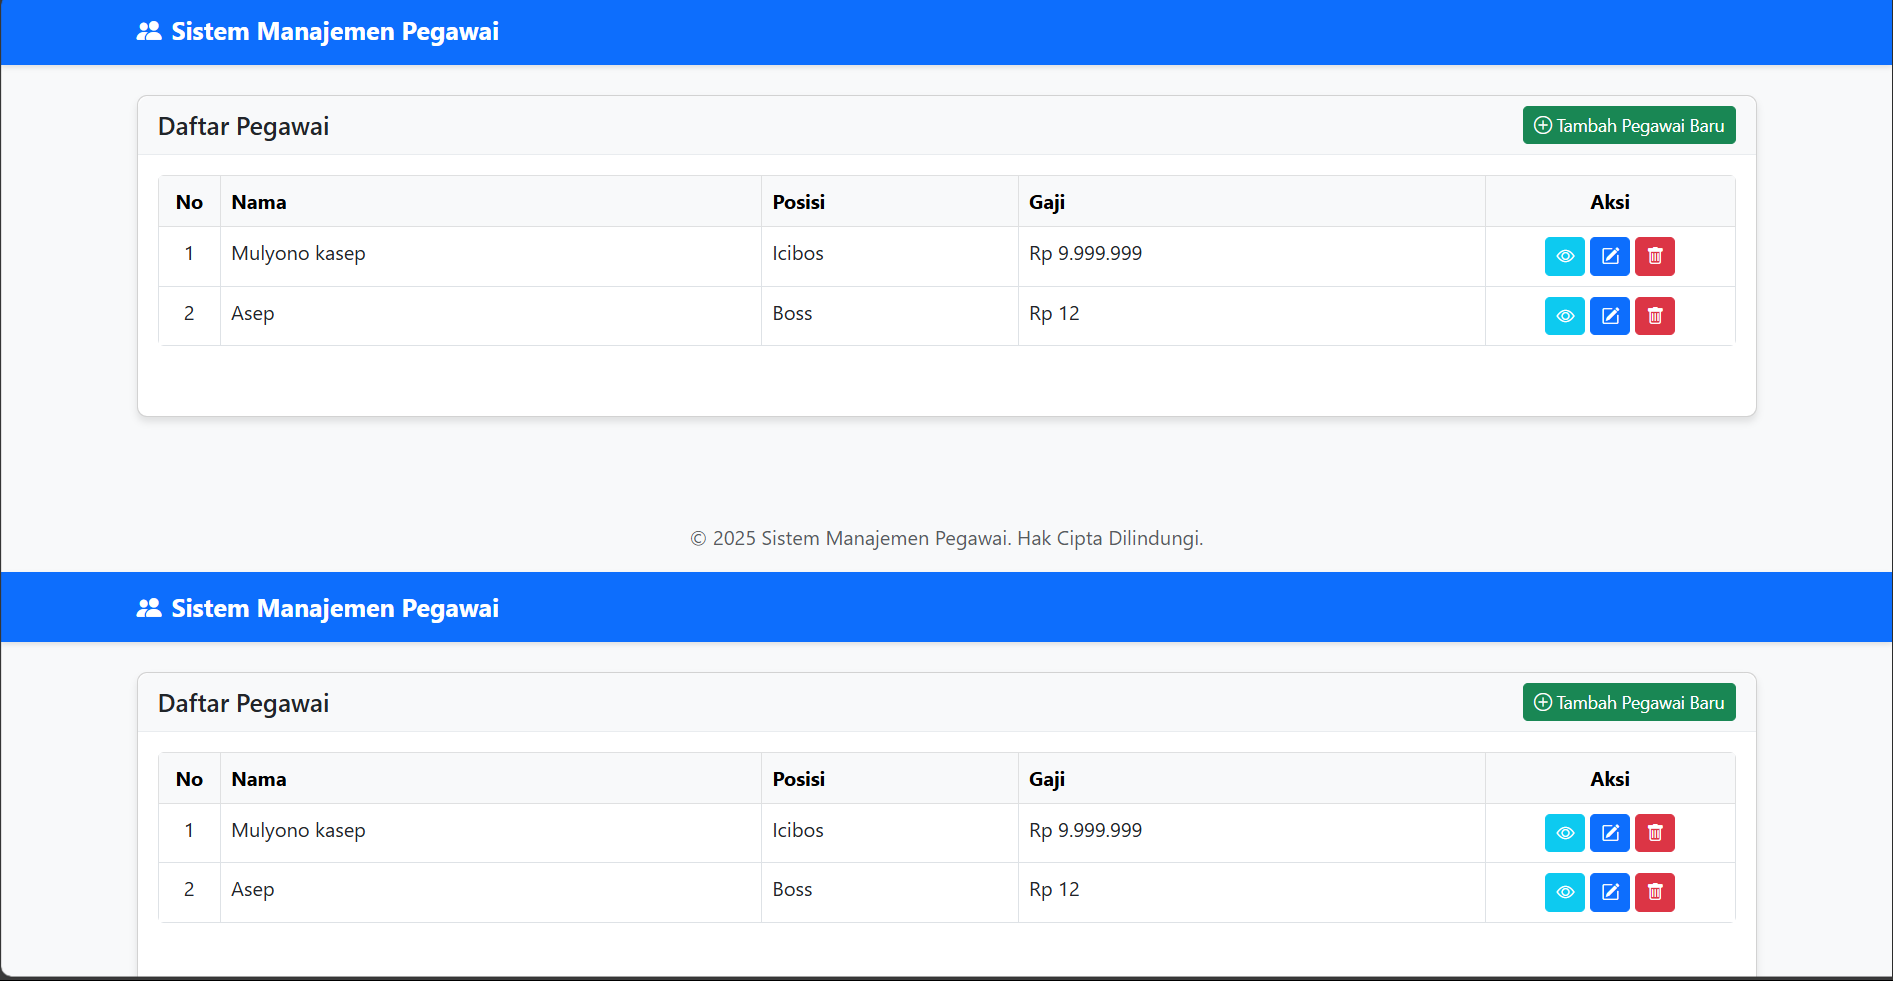 Sistem Manajemen Pegawai
Daftar Pegawai
Tambah Pegawai Baru
No Nama Posisi Gaji Aksi
1 Mulyono kasep Icibos Rp 9.999.999
2 Asep Boss Rp 12
© 2025 Sistem Manajemen Pegawai. Hak Cipta Dilindungi.
Sistem Manajemen Pegawai
Daftar Pegawai
Tambah Pegawai Baru
No Nama Posisi Gaji Aksi
1 Mulyono kasep Icibos Rp 9.999.999
2 Asep Boss Rp 12